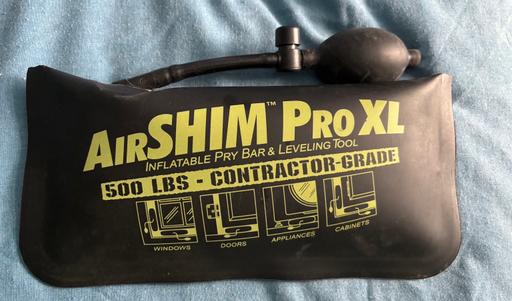 AIRSHIM™ PRO XL
INFLATABLE PRY BAR & LEVELING TOOL
500 LBS - CONTRACTOR-GRADE
WINDOWS DOORS APPLIANCES CABINETS